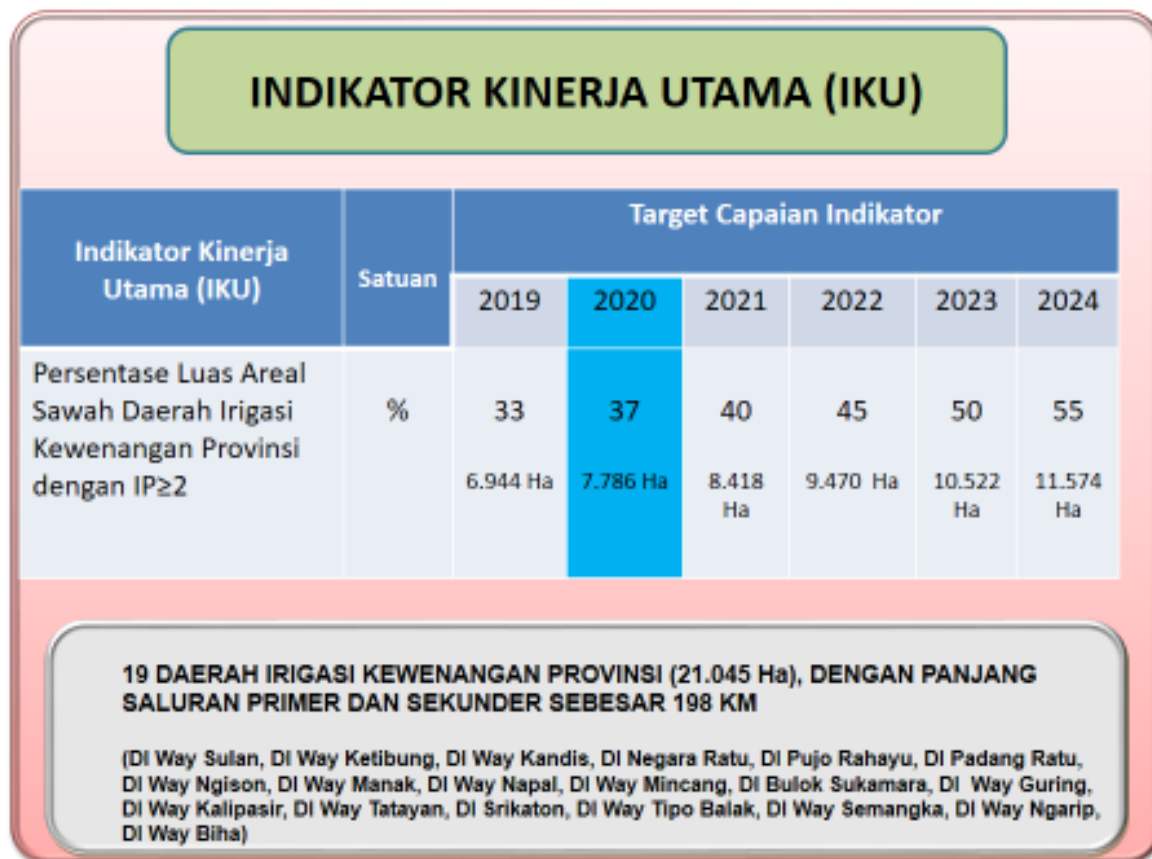 INDIKATOR KINERJA UTAMA (IKU)
Indikator Kinerja
Utama (IKU)
Satuan
Target Capaian Indikator
2019 2020 2021 2022 2023 2024
Persentase Luas Areal
Sawah Daerah Irigasi
Kewenangan Provinsi
dengan IP≥2
% 33 37 40 45 50 55
6.944 Ha 7.786 Ha 8.418 Ha 9.470 Ha 10.522 Ha 11.574 Ha
19 DAERAH IRIGASI KEWENANGAN PROVINSI (21.045 Ha), DENGAN PANJANG
SALURAN PRIMER DAN SEKUNDER SEBESAR 198 KM
(DI Way Sulan, DI Way Ketibung, DI Way Kandis, DI Negara Ratu, DI Pujo Rahayu, DI Padang Ratu,
DI Way Ngison, DI Way Manak, DI Way Napal, DI Way Mincang, DI Bulok Sukamara, DI Way Guring,
DI Way Kalipasir, DI Way Tatayan, DI Srikaton, DI Way Tipo Balak, DI Way Semangka, DI Way Ngarip,
DI Way Biha)